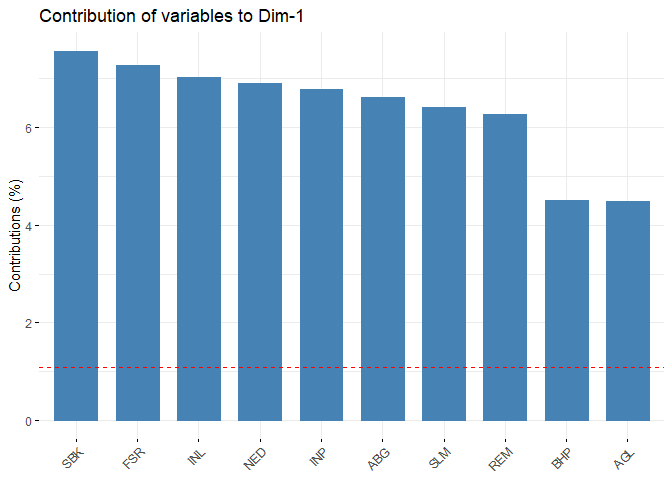 Contribution of variables to Dim-1
Contributions (%)
6
4
2
0
SBK
FSR
INL
NED
INP
ABG
SLM
REM
BHP
AGL